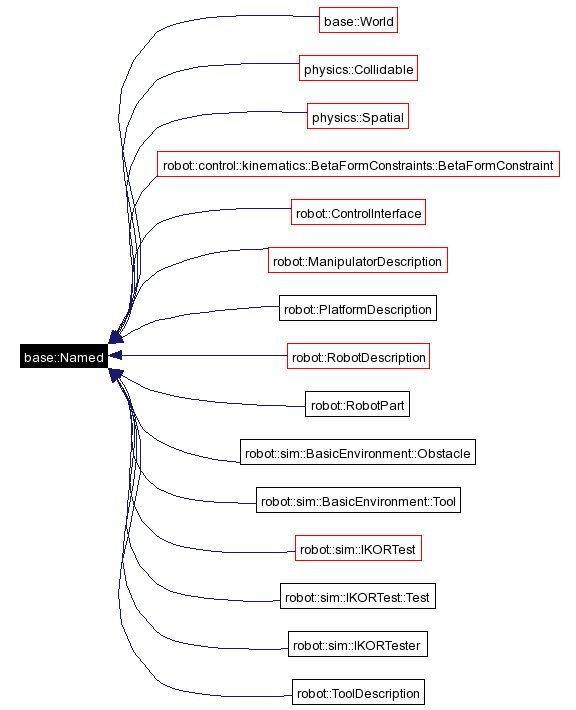 base::World
physics::Collidable
physics::Spatial
robot::control::kinematics::BetaFormConstraints::BetaFormConstraint
robot::ControlInterface
robot::ManipulatorDescription
robot::PlatformDescription
base::Named
robot::RobotDescription
robot::RobotPart
robot::sim::BasicEnvironment::Obstacle
robot::sim::BasicEnvironment::Tool
robot::sim::IKORTest
robot::sim::IKORTest::Test
robot::sim::IKORTester
robot::ToolDescription